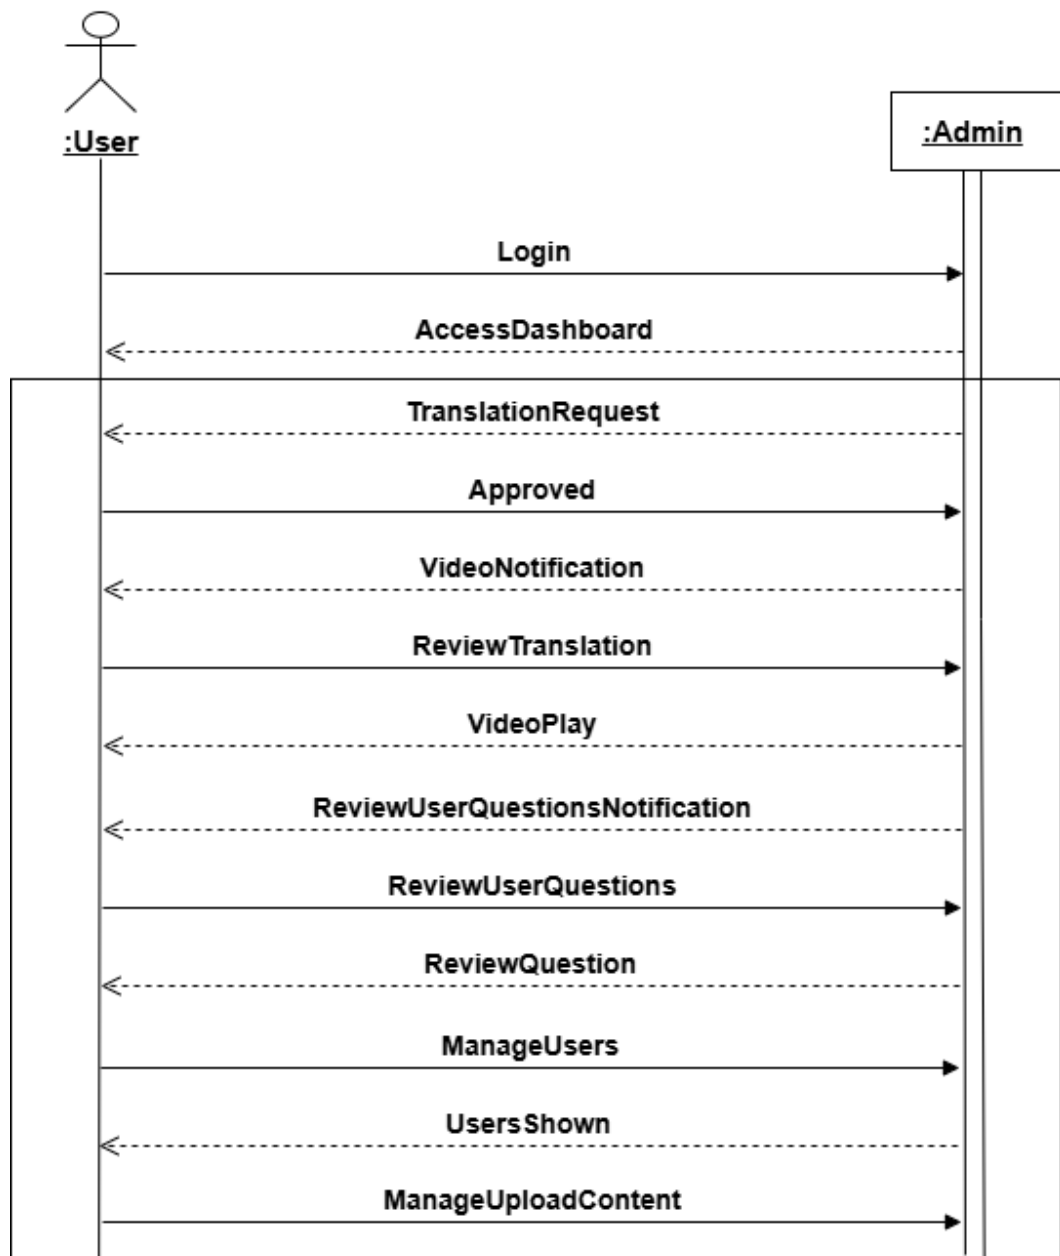 :User
:Admin
Login
AccessDashboard
TranslationRequest
Approved
VideoNotification
ReviewTranslation
VideoPlay
ReviewUserQuestionsNotification
ReviewUserQuestions
ReviewQuestion
ManageUsers
UsersShown
ManageUploadContent